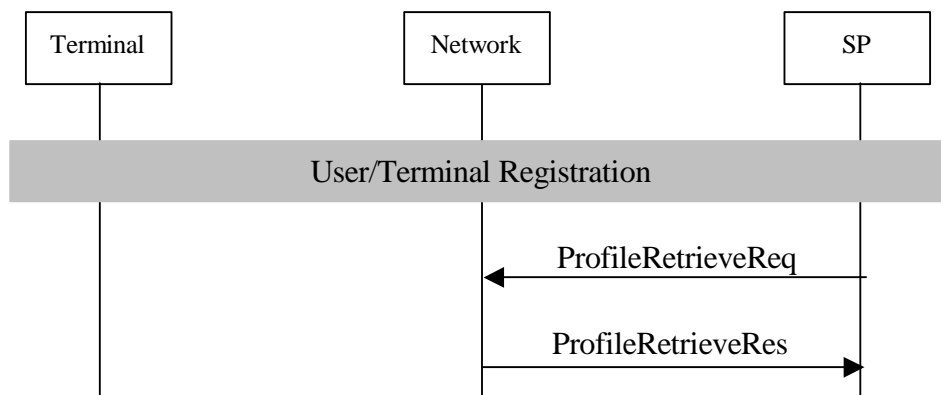 Terminal
Network
SP
User/Terminal Registration
ProfileRetrieveReq
ProfileRetrieveRes